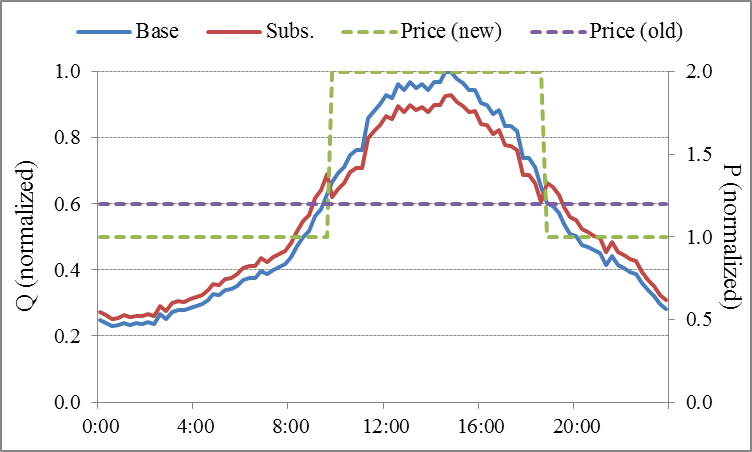 Base Subs. Price (new) Price (old)
1.0 2.0
0.8
1.5
0.6
1.0
0.4
0.5
0.2
0.0 0.0
Q (normalized)
P (normalized)
0:00 4:00 8:00 12:00 16:00 20:00